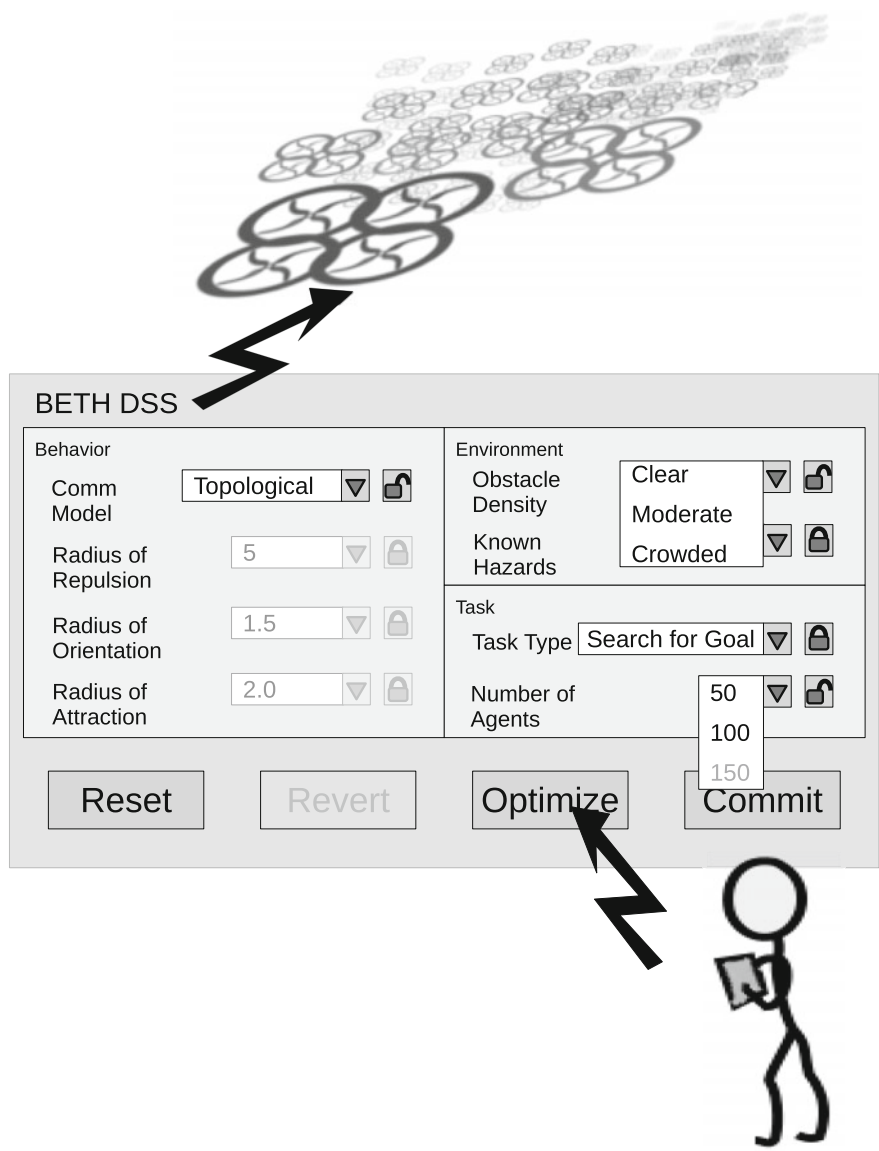 BETH DSS
Behavior
Comm
Model
Topological
Radius of
Repulsion
5
Radius of
Orientation
1.5
Radius of
Attraction
2.0
Environment
Obstacle
Density
Clear
Moderate
Crowded
Known
Hazards
Task
Task Type
Search for Goal
Number of
Agents
50
100
150
Reset
Revert
Optimize
Commit